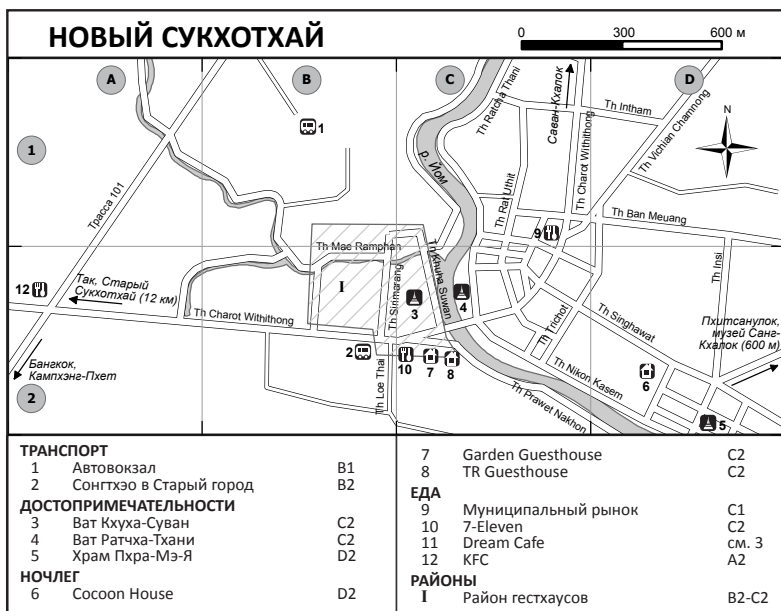 НОВЫЙ СУКХОТХАЙ
0 300 600 м
A B C D
1
2
N
1
Трасса 101
р. Йом
Th Ratcha Thani
Саван-Кхалок
Th Intham
Th Vichian Channong
Th Charot Withithong
Th Rat Uthit
Th Ban Meuang
9
Th Mae Ramphan
Th Khuha Suwan
Th Sirimarang
I
3
4
12
Так, Старый
Сукхотхай (12 км)
Th Charot Withithong
Th Insi
Th Trichot
Th Singhawat
Пхитсанулок,
музей Санг-
Кхалок (600 м)
2
10
7
8
Th Loe Thai
Th Nikon Kasem
6
Th Prawet Nakhon
5
Бангкок,
Кампхэнг-Пхет
ТРАНСПОРТ
1 Автовокзал B1
2 Сонгтхэо в Старый город B2
ДОСТОПРИМЕЧАТЕЛЬНОСТИ
3 Ват Кхуха-Суван C2
4 Ват Ратчха-Тхани C2
5 Храм Пхра-Мэ-Я D2
НОЧЛЕГ
6 Cocoon House D2
7 Garden Guesthouse C2
8 TR Guesthouse C2
ЕДА
9 Муниципальный рынок C1
10 7-Eleven C2
11 Dream Cafe см. 3
12 KFC A2
РАЙОНЫ
I Район гестхаусов B2-C2